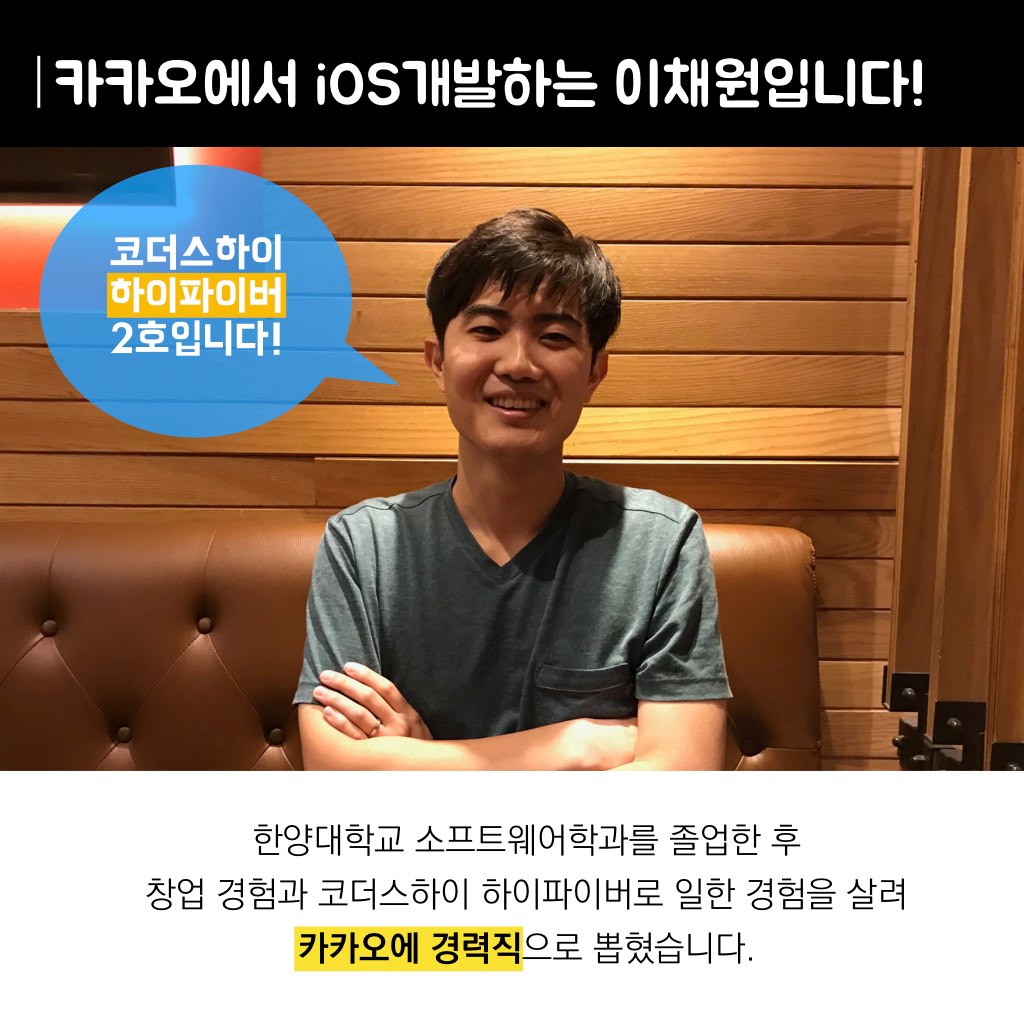 카카오에서 iOS개발하는 이채원입니다!
코더스하이
하이파이버
2호입니다!
한양대학교 소프트웨어학과를 졸업한 후
창업 경험과 코더스하이 하이파이버로 일한 경험을 살려
카카오에 경력직으로 뽑혔습니다.